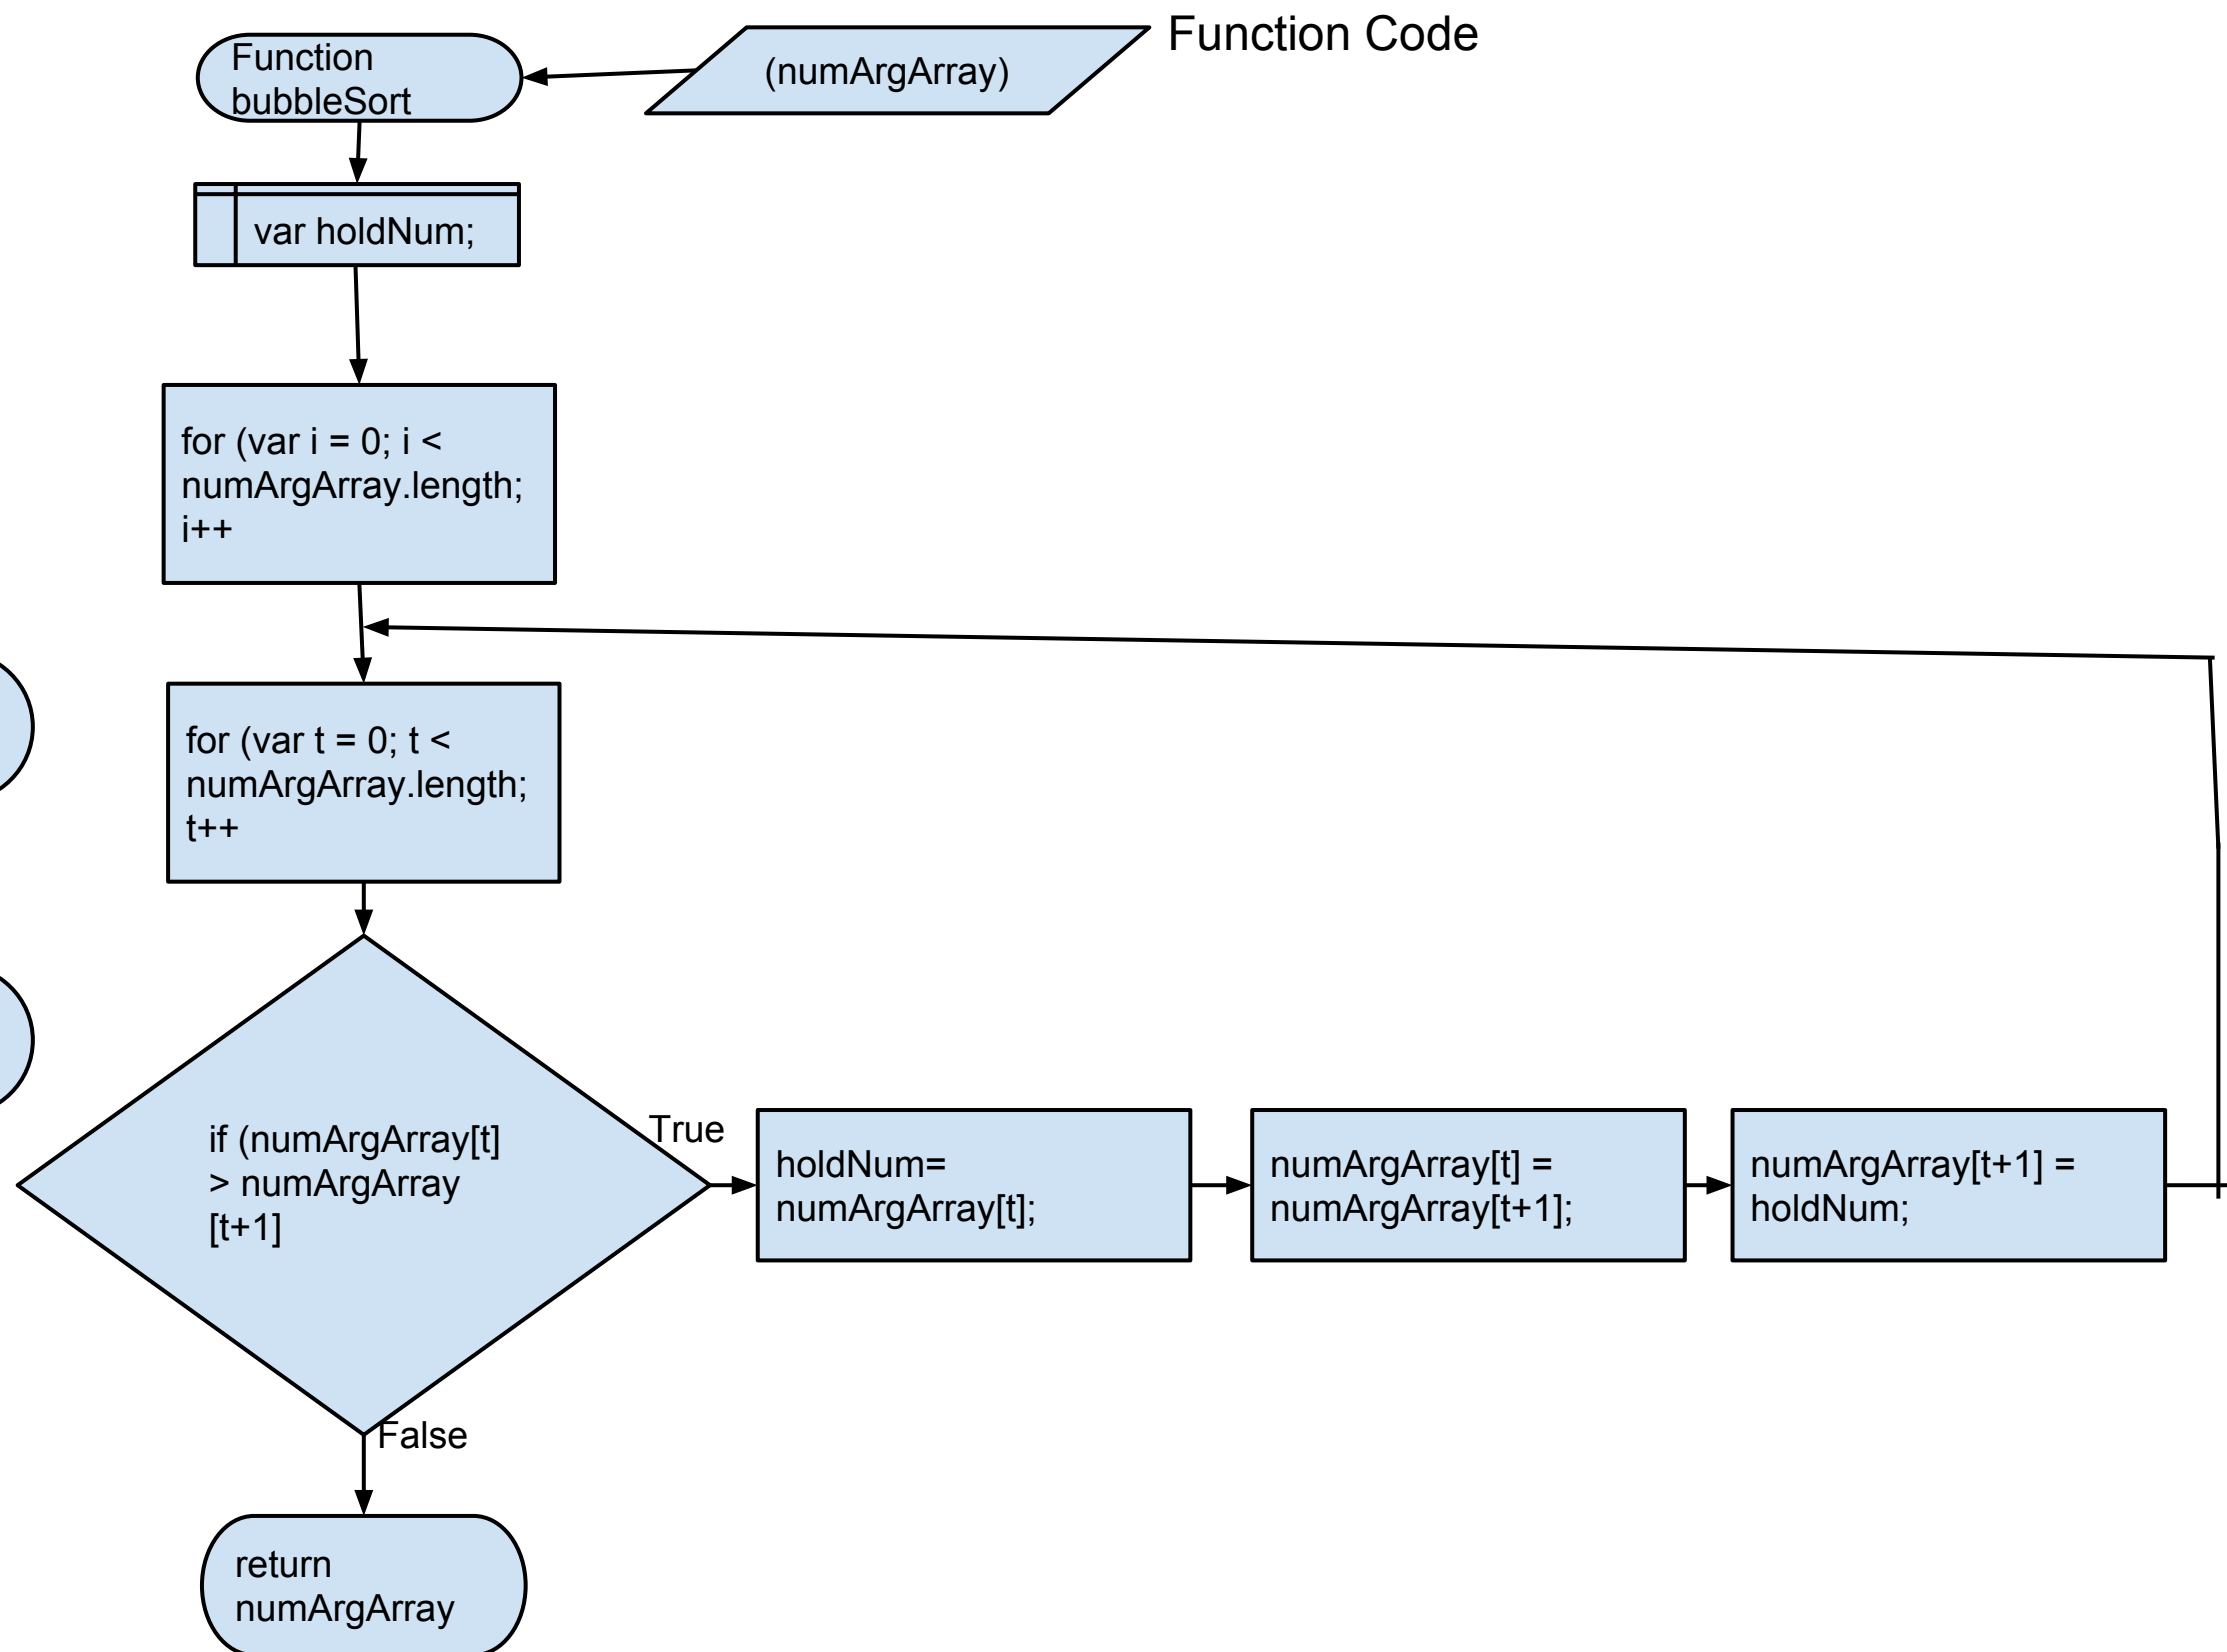 Function Code
Function
bubbleSort
(numArgArray)
var holdNum;
for (var i = 0; i <
numArgArray.length;
i++
for (var t = 0; t <
numArgArray.length;
t++
if (numArgArray[t]
> numArgArray
[t+1]
True
holdNum=
numArgArray[t];
numArgArray[t] =
numArgArray[t+1];
numArgArray[t+1] =
holdNum;
False
return
numArgArray